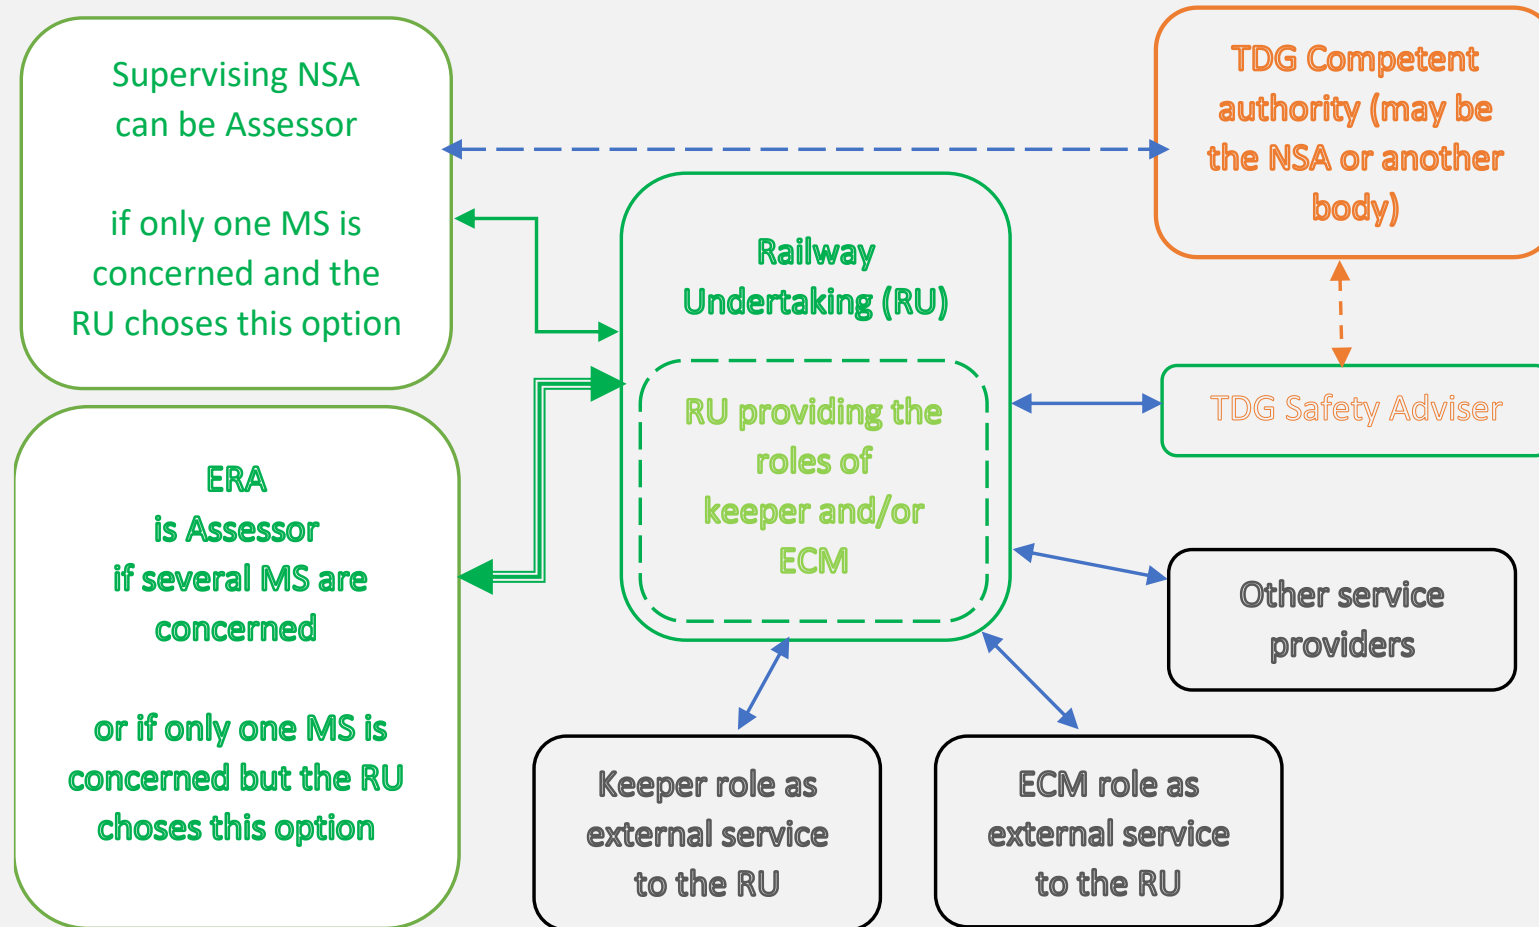 Supervising NSA
can be Assessor
if only one MS is
concerned and the
RU choses this option
ERA
is Assessor
if several MS are
concerned
or if only one MS is
concerned but the RU
choses this option
Railway
Undertaking (RU)
RU providing the
roles of
keeper and/or
ECM
TDG Competent
authority (may be
the NSA or another
body)
TDG Safety Adviser
Other service
providers
Keeper role as
external service
to the RU
ECM role as
external service
to the RU